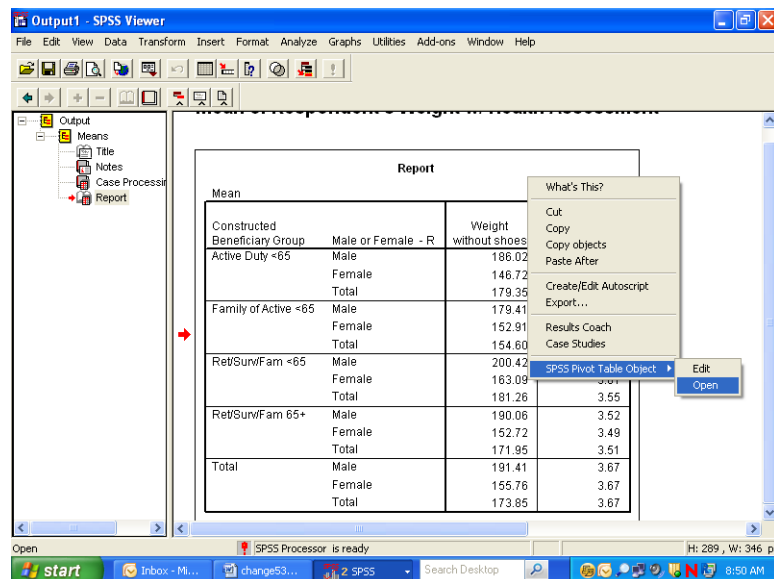 Output1 - SPSS Viewer
File Edit View Data Transform Insert Format Analyze Graphs Utilities Add-ons Window Help
Output
Means
Title
Notes
Case Processin
Report
Report
Mean
Constructed Beneficiary Group Male or Female - R Weight without shoes
Active Duty <65 Male 186.02
Female 146.72
Total 179.35
Family of Active <65 Male 179.41
Female 152.91
Total 154.60
Ret/Surv/Fam <65 Male 200.42
Female 163.09 3.61
Total 181.26 3.55
Ret/Surv/Fam 65+ Male 190.06 3.52
Female 152.72 3.49
Total 171.95 3.51
Total Male 191.41 3.67
Female 155.76 3.67
Total 173.85 3.67
What's This?
Cut
Copy
Copy objects
Paste After
Create/Edit Autoscript
Export...
Results Coach
Case Studies
SPSS Pivot Table Object
Edit
Open
Open SPSS Processor is ready H: 289 , W: 346 p
start Inbox - Mi... change53... 2 SPSS Search Desktop 8:50 AM